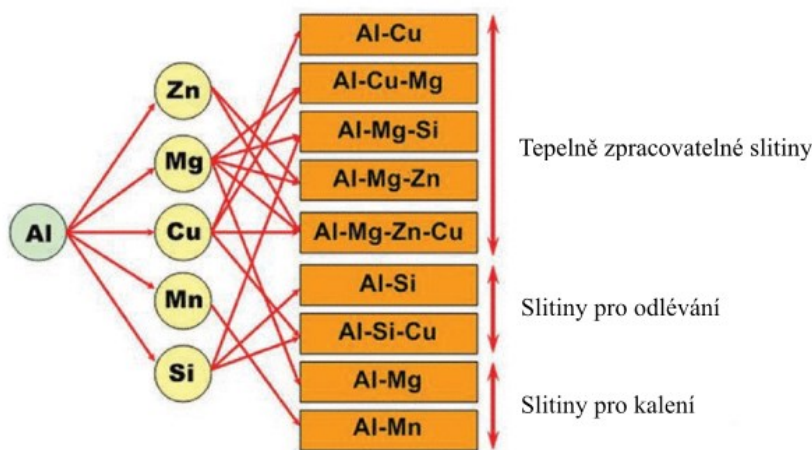 Al
Zn
Mg
Cu
Mn
Si
Al-Cu
Al-Cu-Mg
Al-Mg-Si
Al-Mg-Zn
Al-Mg-Zn-Cu
Al-Si
Al-Si-Cu
Al-Mg
Al-Mn
Tepelně zpracovatelné slitiny
Slitiny pro odlévání
Slitiny pro kalení